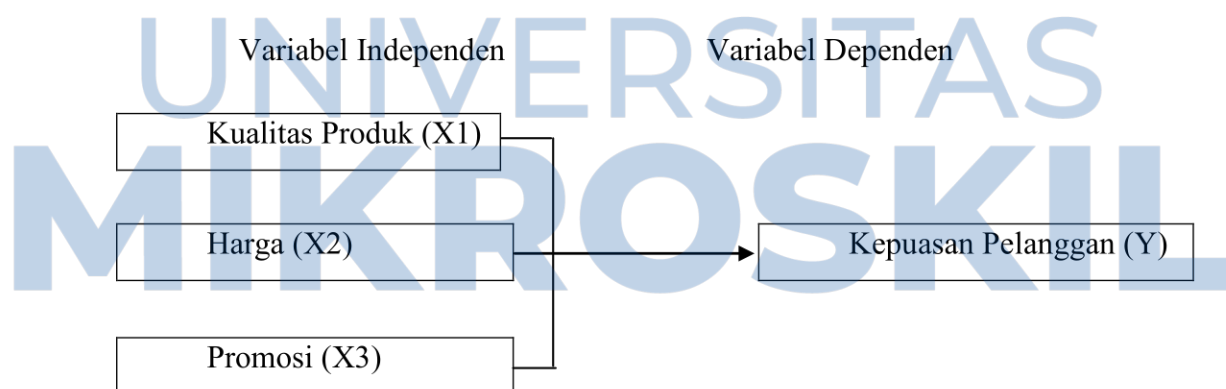 UNIVERSITAS
MIKROSKIL
Variabel Independen Variabel Dependen
Kualitas Produk (X1)
Harga (X2) Kepuasan Pelanggan (Y)
Promosi (X3)